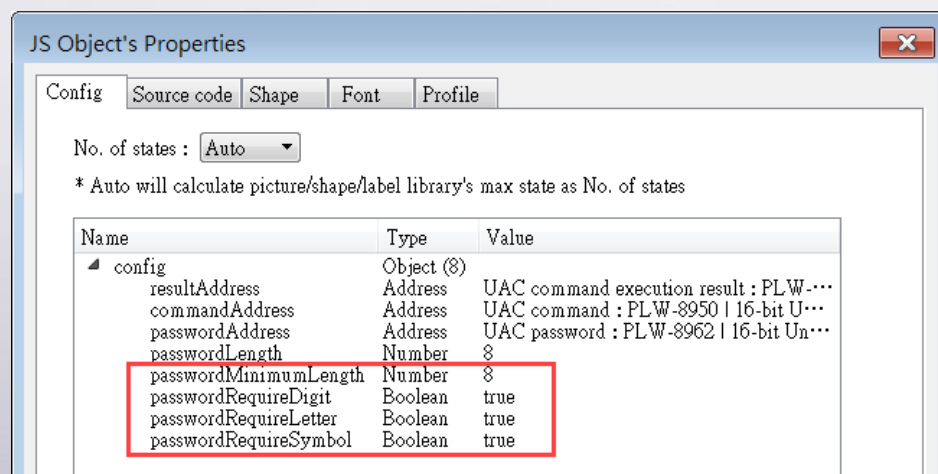 JS Object's Properties
Config Source code Shape Font Profile
No. of states : Auto
* Auto will calculate picture/shape/label library's max state as No. of states
Name Type Value
config Object (8)
resultAddress Address UAC command execution result : PLW-⋯
commandAddress Address UAC command : PLW-8950 | 16-bit U⋯
passwordAddress Address UAC password : PLW-8962 | 16-bit Un⋯
passwordLength Number 8
passwordMinimumLength Number 8
passwordRequireDigit Boolean true
passwordRequireLetter Boolean true
passwordRequireSymbol Boolean true